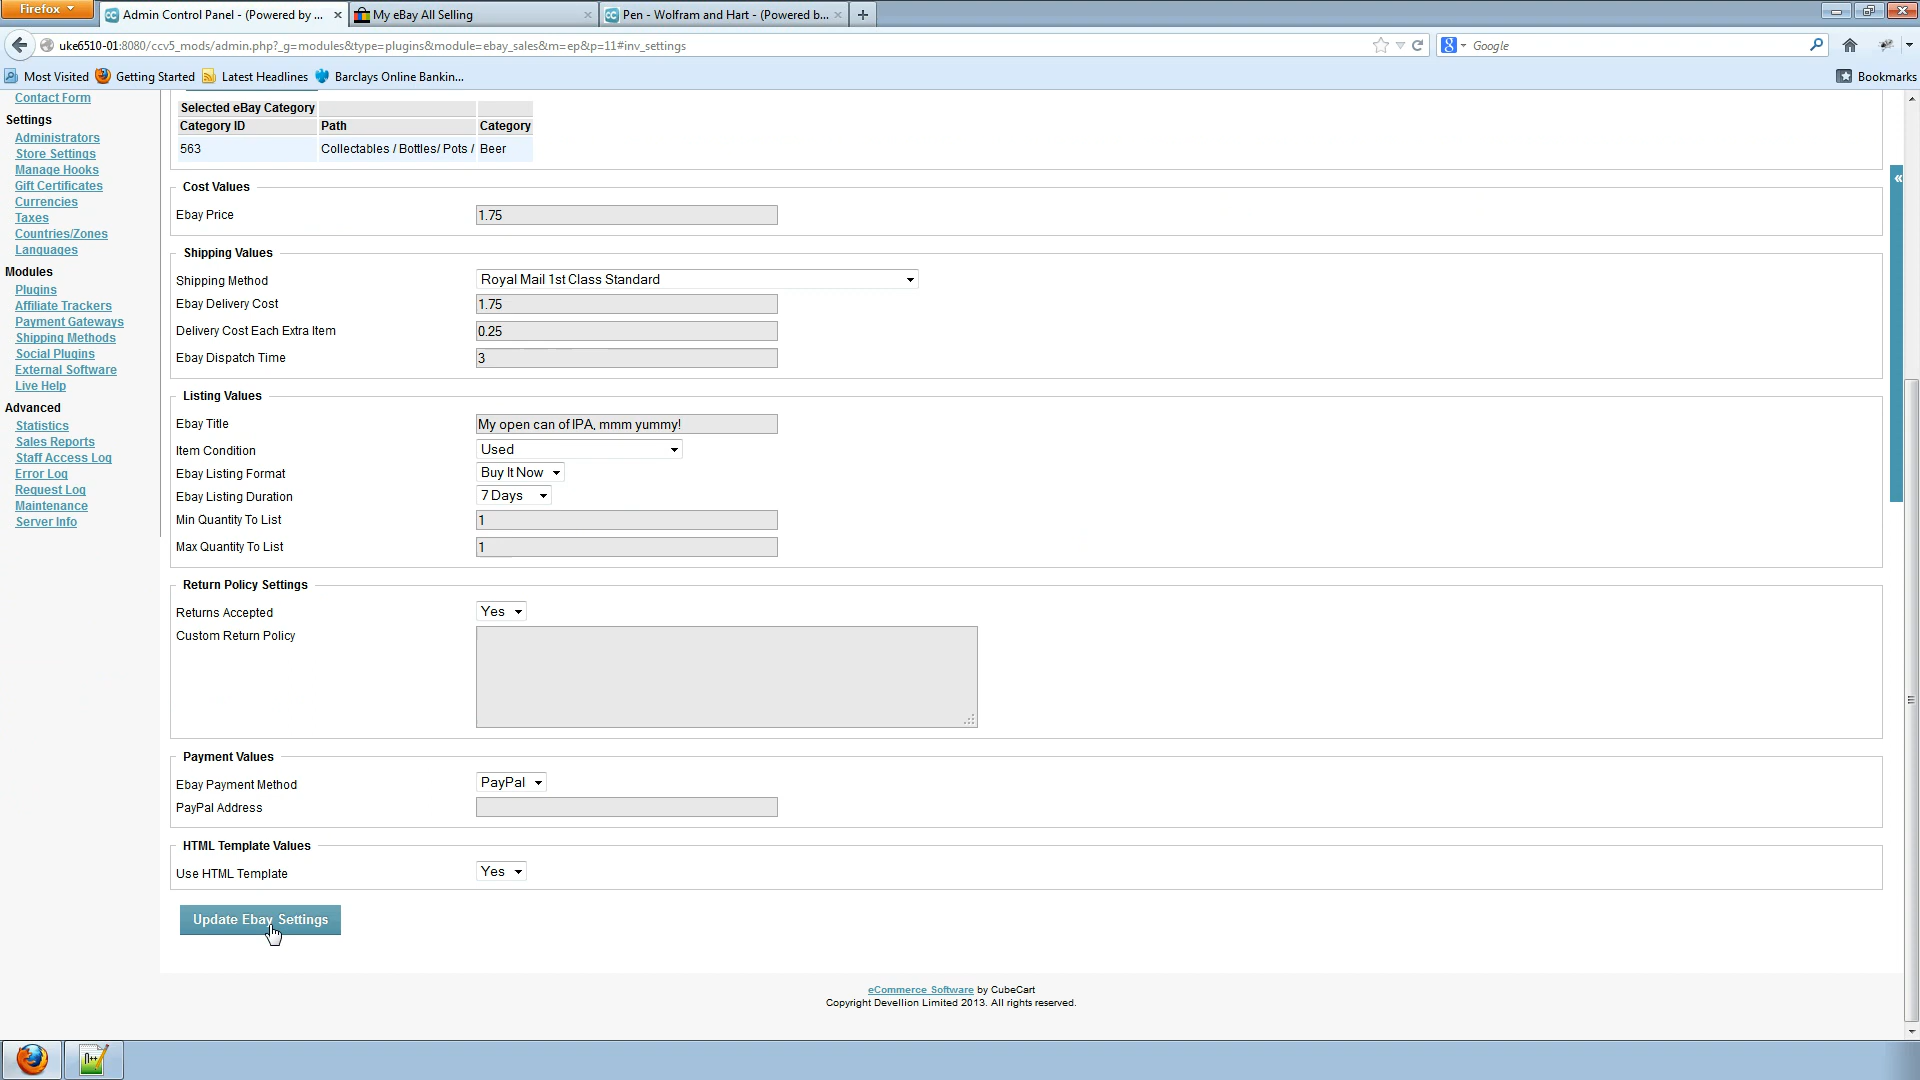 Firefox
Admin Control Panel - (Powered by ...
My eBay All Selling
Pen - Wolfram and Hart - (Powered b...
uke6510-01:8080/ccv5_mods/admin.php?_g=modules&type=plugins&module=ebay_sales&m=ep&p=11#inv_settings
Google
Most Visited
Getting Started
Latest Headlines
Barclays Online Bankin...
Bookmarks
Contact Form
Settings
Administrators
Store Settings
Manage Hooks
Gift Certificates
Currencies
Taxes
Countries/Zones
Languages
Modules
Plugins
Affiliate Trackers
Payment Gateways
Shipping Methods
Social Plugins
External Software
Live Help
Advanced
Statistics
Sales Reports
Staff Access Log
Error Log
Request Log
Maintenance
Server Info
Selected eBay Category
Category ID Path Category
563 Collectables / Bottles/ Pots / Beer
Cost Values
Ebay Price 1.75
Shipping Values
Shipping Method Royal Mail 1st Class Standard
Ebay Delivery Cost 1.75
Delivery Cost Each Extra Item 0.25
Ebay Dispatch Time 3
Listing Values
Ebay Title My open can of IPA, mmm yummy!
Item Condition Used
Ebay Listing Format Buy It Now
Ebay Listing Duration 7 Days
Min Quantity To List 1
Max Quantity To List 1
Return Policy Settings
Returns Accepted Yes
Custom Return Policy
Payment Values
Ebay Payment Method PayPal
PayPal Address
HTML Template Values
Use HTML Template Yes
Update Ebay Settings
eCommerce Software by CubeCart
Copyright Devellion Limited 2013. All rights reserved.